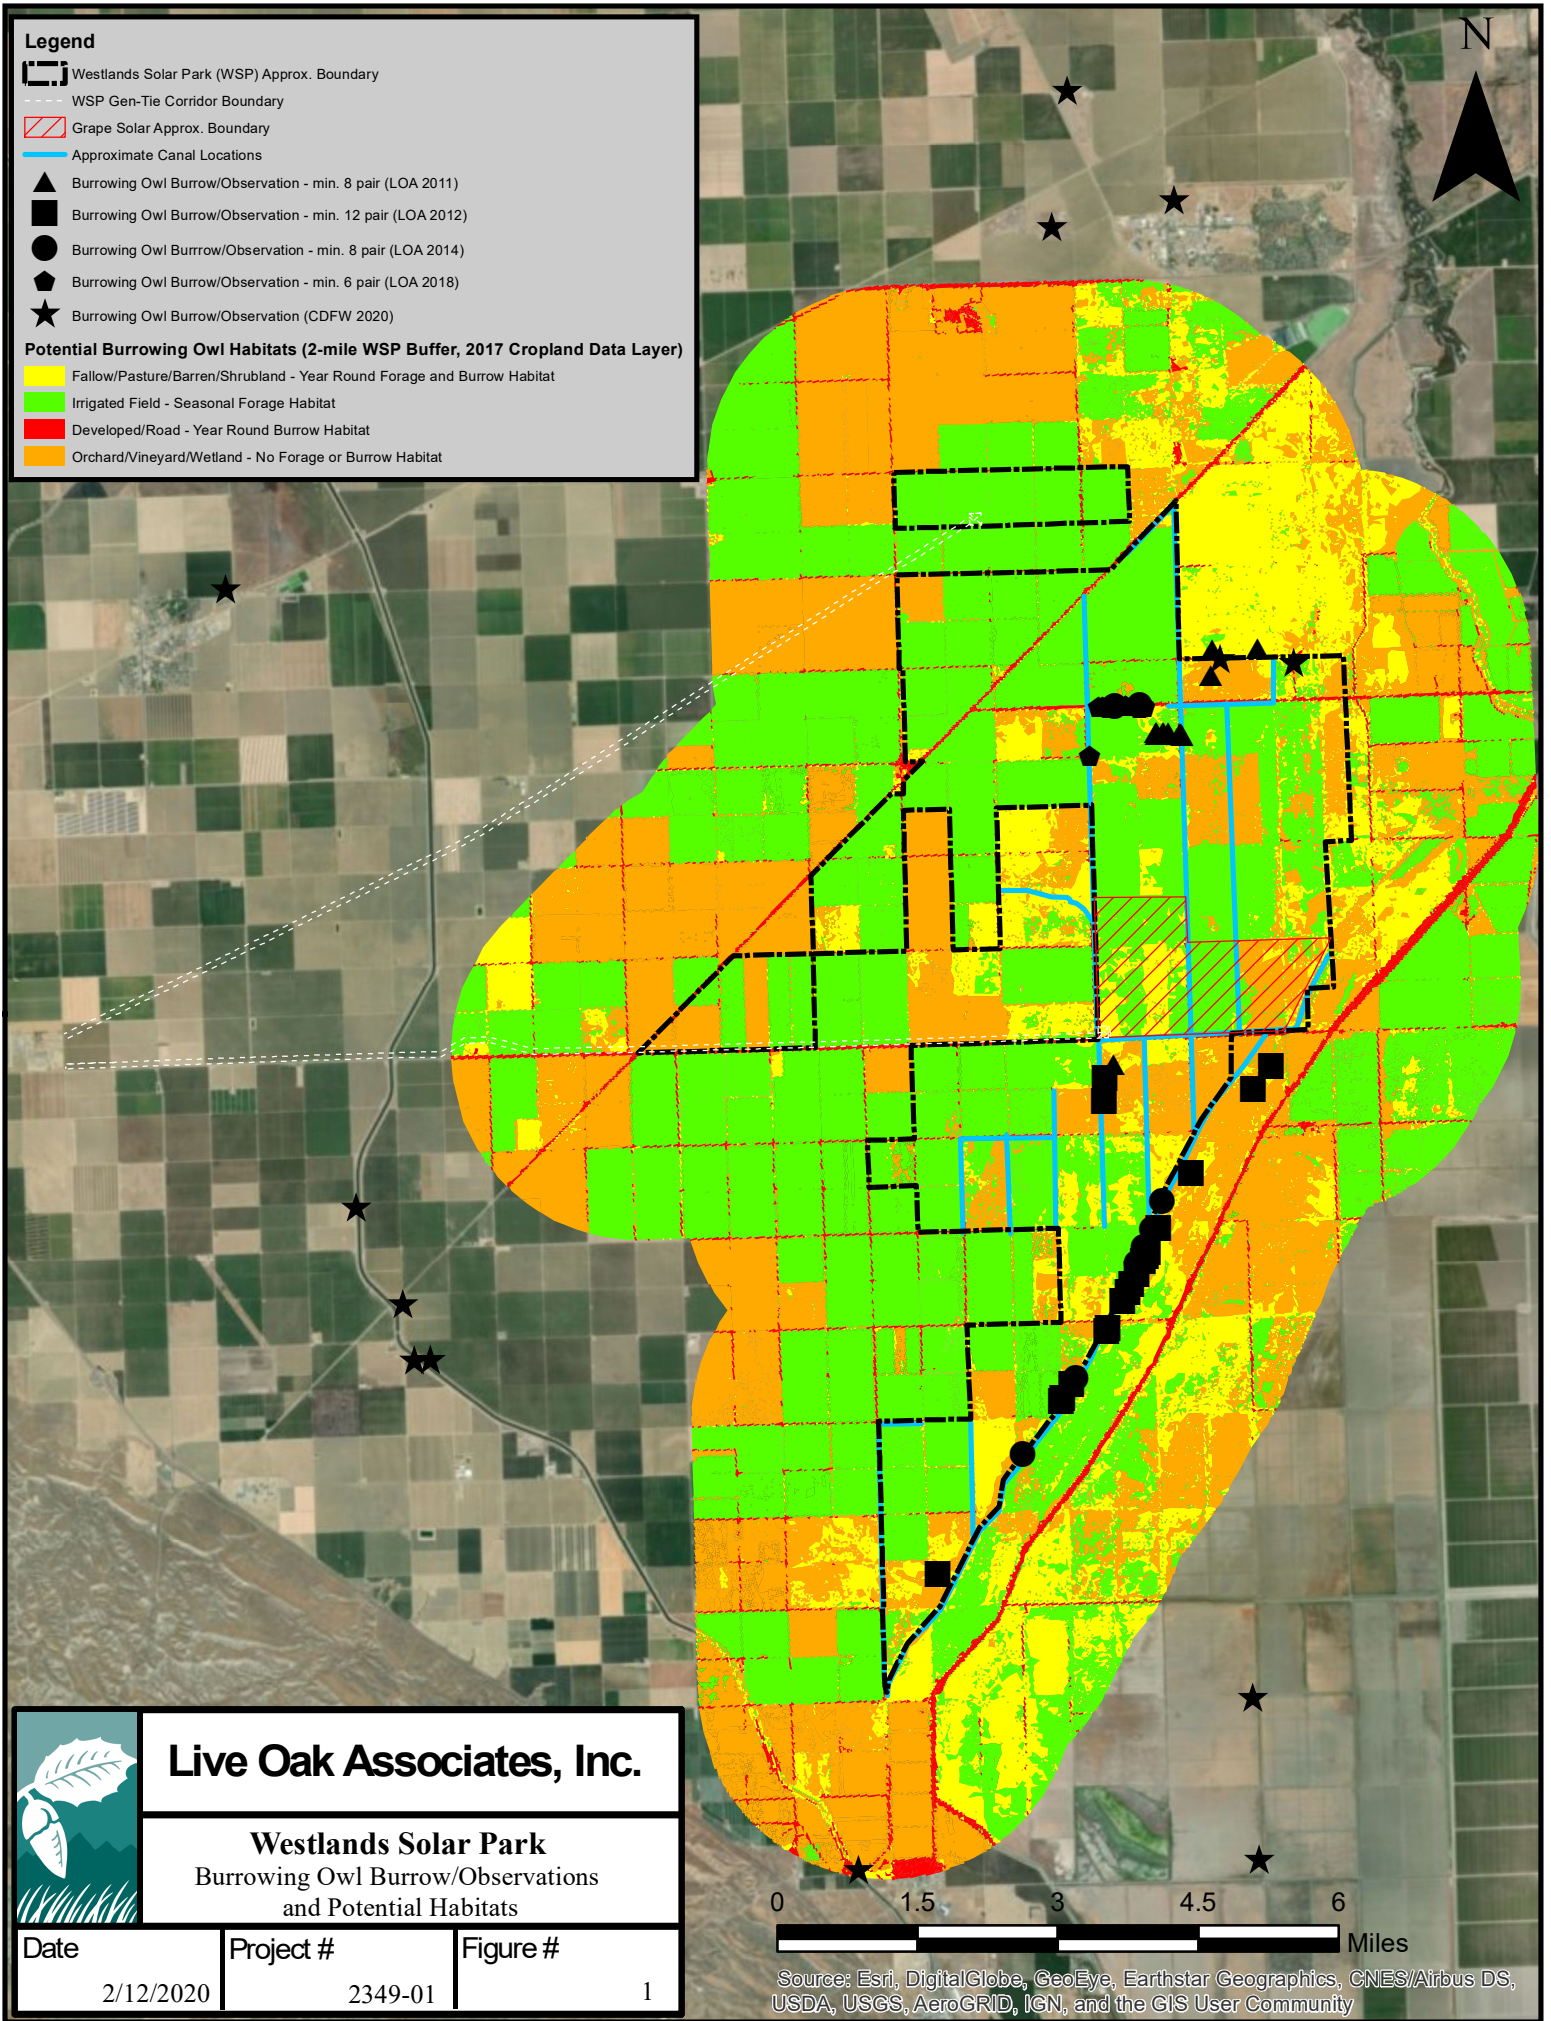 Legend
Westlands Solar Park (WSP) Approx. Boundary
WSP Gen-Tie Corridor Boundary
Grape Solar Approx. Boundary
Approximate Canal Locations
Burrowing Owl Burrow/Observation - min. 8 pair (LOA 2011)
Burrowing Owl Burrow/Observation - min. 12 pair (LOA 2012)
Burrowing Owl Burrrow/Observation - min. 8 pair (LOA 2014)
Burrowing Owl Burrow/Observation - min. 6 pair (LOA 2018)
Burrowing Owl Burrow/Observation (CDFW 2020)
Potential Burrowing Owl Habitats (2-mile WSP Buffer, 2017 Cropland Data Layer)
Fallow/Pasture/Barren/Shrubland - Year Round Forage and Burrow Habitat
Irrigated Field - Seasonal Forage Habitat
Developed/Road - Year Round Burrow Habitat
Orchard/Vineyard/Wetland - No Forage or Burrow Habitat
N
Live Oak Associates, Inc.
Westlands Solar Park
Burrowing Owl Burrow/Observations
and Potential Habitats
Date
2/12/2020
Project #
2349-01
Figure #
1
0 1.5 3 4.5 6
Miles
Source: Esri, DigitalGlobe, GeoEye, Earthstar Geographics, CNES/Airbus DS,
USDA, USGS, AeroGRID, IGN, and the GIS User Community